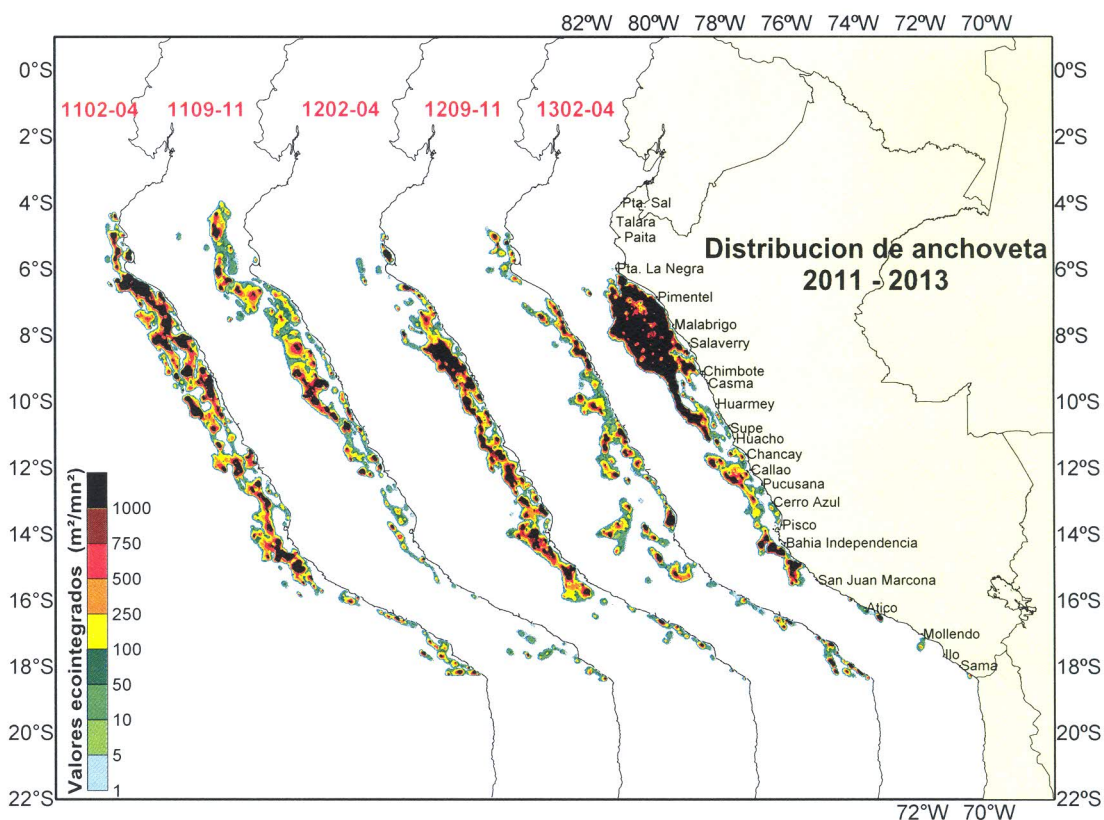 82ºW 80ºW 78ºW 76ºW 74ºW 72ºW 70ºW
0°S 0ºS
1102-04 1109-11 1202-04 1209-11 1302-04
2°S 2ºS
4°S 4ºS
Pta. Sal
Talara
Paita
Distribucion de anchoveta
2011 - 2013
6°S 6ºS
Pta. La Negra
Pimentel
Malabrigo
8°S 8ºS
Salaverry
Chimbote
Casma
10°S 10ºS
Huarmey
Supe
Huacho
Chancay
12°S 12ºS
Callao
Pucusana
Cerro Azul
Pisco
14°S 14ºS
Bahia Independencia
San Juan Marcona
16°S 16ºS
Atico
Mollendo
Ilo
Sama
18°S 18ºS
20°S 20ºS
22°S 22ºS
72°W 70ºW
Valores ecointegrados (m²/mn²)
1000
750
500
250
100
50
10
5
1